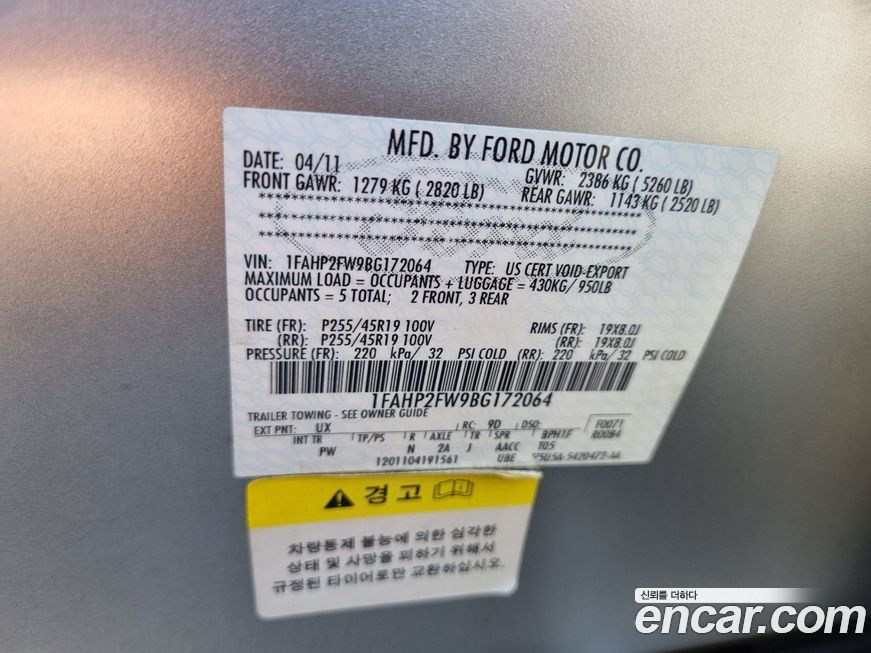 MFD. BY FORD MOTOR CO.
DATE: 04/11 GVWR: 2386 KG ( 5260 LB)
FRONT GAWR: 1279 KG ( 2820 LB) REAR GAWR: 1143 KG ( 2520 LB)
VIN: 1FAHP2FW9BG172064 TYPE: US CERT VOID-EXPORT
MAXIMUM LOAD = OCCUPANTS + LUGGAGE = 430KG/ 950LB
OCCUPANTS = 5 TOTAL; 2 FRONT, 3 REAR
TIRE (FR): P255/45R19 100V RIMS (FR): 19X8.0J
(RR): P255/45R19 100V (RR): 19X8.0J
PRESSURE (FR): 220 kPa/ 32 PSI COLD (RR): 220 kPa/ 32 PSI COLD
1FAHP2FW9BG172064
TRAILER TOWING - SEE OWNER GUIDE
EXT PNT: UX RC: 9D DSO: F0071
R0084
INT TR TP/PS R AXLE TR SPR BPH1F
PW N 2A J AACC T05
1201104191561 UBE
경고
차량통제 불능에 의한 심각한
상태 및 사망을 피하기 위해서
규정된 타이어로만 교환하십시오.
신뢰를 더하다
encar.com